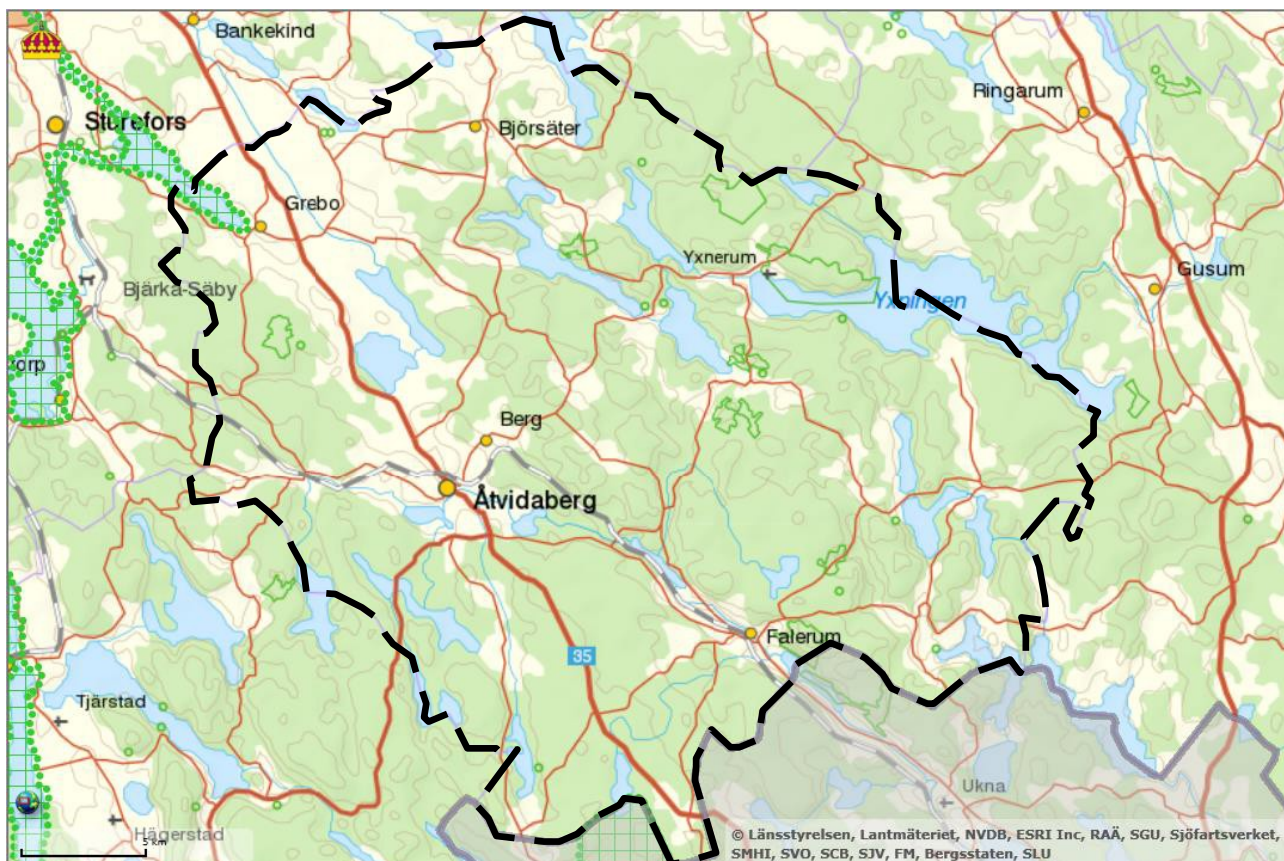 Bankekind
Ringarum
Sturefors
Björsäter
Grebo
Yxnerum
Gusum
Bjärka-Säby
Yxningen
orp
Berg
Åtvidaberg
Falerum
35
Tjärstad
Ukna
Hägerstad
5 km
© Länsstyrelsen, Lantmäteriet, NVDB, ESRI Inc, RAÄ, SGU, Sjöfartsverket,
SMHI, SVO, SCB, SJV, FM, Bergsstaten, SLU